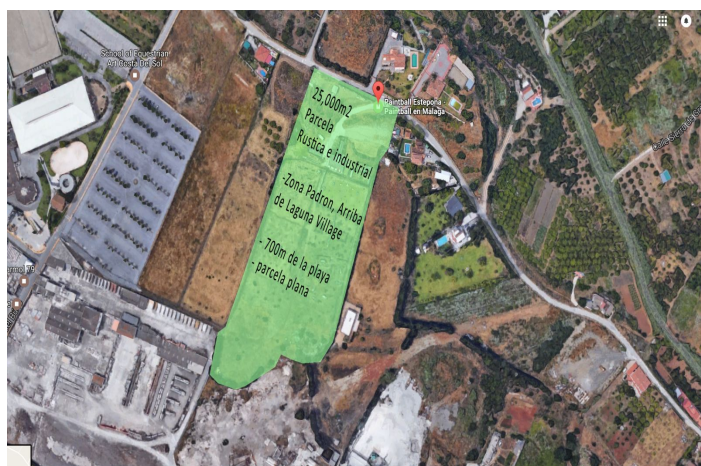 School of Equestrian
Art Costa Del Sol
Paintball Estepona
Paintball en Malaga
25,000m2
Parcela
Rustica e industrial
-Zona Padron, Arriba
de Laguna Village
- 700m de la playa
- parcela plana